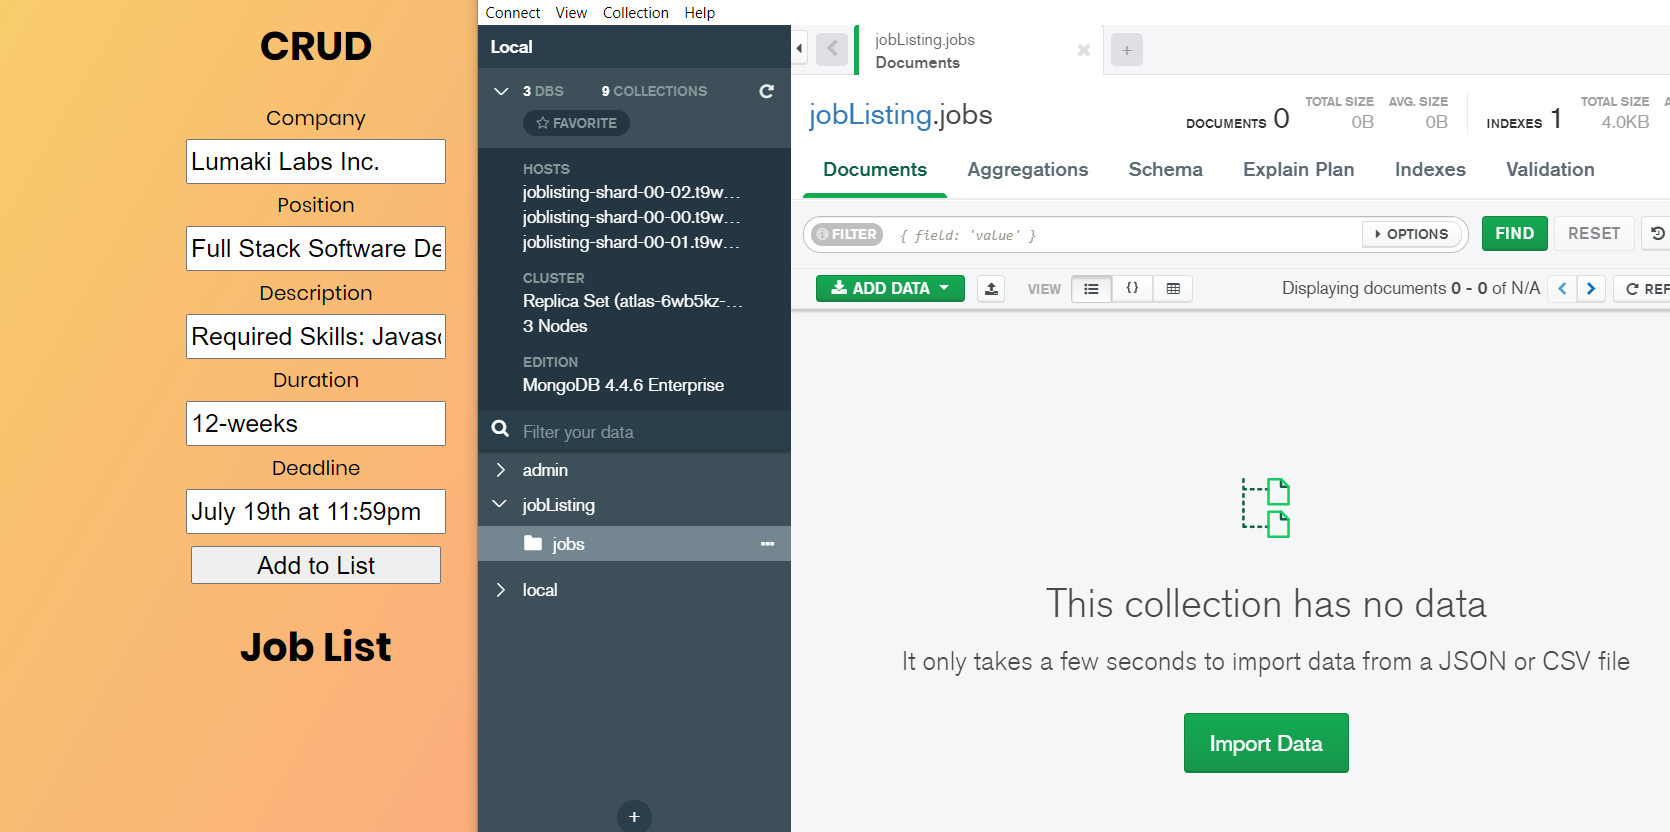 CRUD
Company
Lumaki Labs Inc.
Position
Full Stack Software De
Description
Required Skills: Javasc
Duration
12-weeks
Deadline
July 19th at 11:59pm
Add to List
Job List
Connect View Collection Help
Local
3 DBS 9 COLLECTIONS
FAVORITE
HOSTS
joblisting-shard-00-02.t9w...
joblisting-shard-00-00.t9w...
joblisting-shard-00-01.t9w...
CLUSTER
Replica Set (atlas-6wb5kz-...
3 Nodes
EDITION
MongoDB 4.4.6 Enterprise
Filter your data
admin
jobListing
jobs
local
jobListing.jobs
Documents
jobListing.jobs
DOCUMENTS 0
TOTAL SIZE
0B
AVG. SIZE
0B
INDEXES 1
TOTAL SIZE
4.0KB
Documents Aggregations Schema Explain Plan Indexes Validation
FILTER { field: 'value' } OPTIONS FIND RESET
ADD DATA VIEW {} Displaying documents 0 - 0 of N/A REF
This collection has no data
It only takes a few seconds to import data from a JSON or CSV file
Import Data